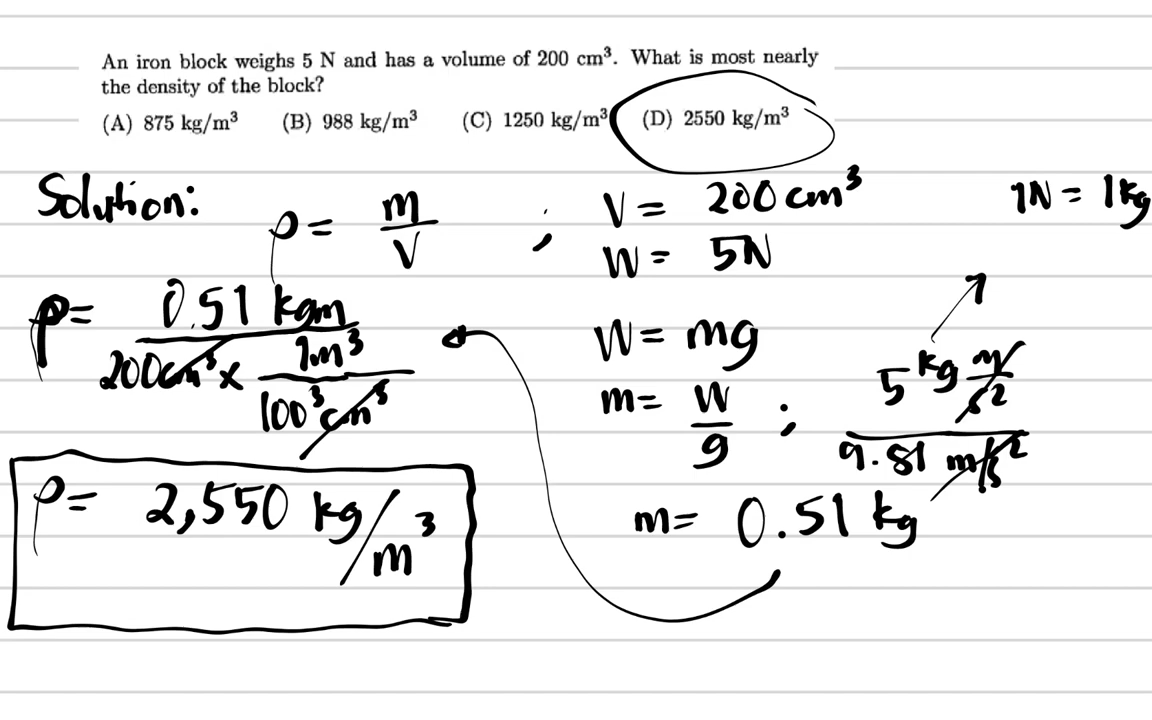 An iron block weighs 5 N and has a volume of 200 cm³. What is most nearly
the density of the block?
(A) 875 kg/m³ (B) 988 kg/m³ (C) 1250 kg/m³ (D) 2550 kg/m³
Solution:
ρ = m/V ;
V = 200 cm³
W = 5N
1N = 1kg
ρ = 0.51 kgm / 200cm³ x 1m³/100³cm³
W = mg
m = W/g ; 5 kg m/s² / 9.81 m/s²
m = 0.51 kg
ρ = 2,550 kg/m³